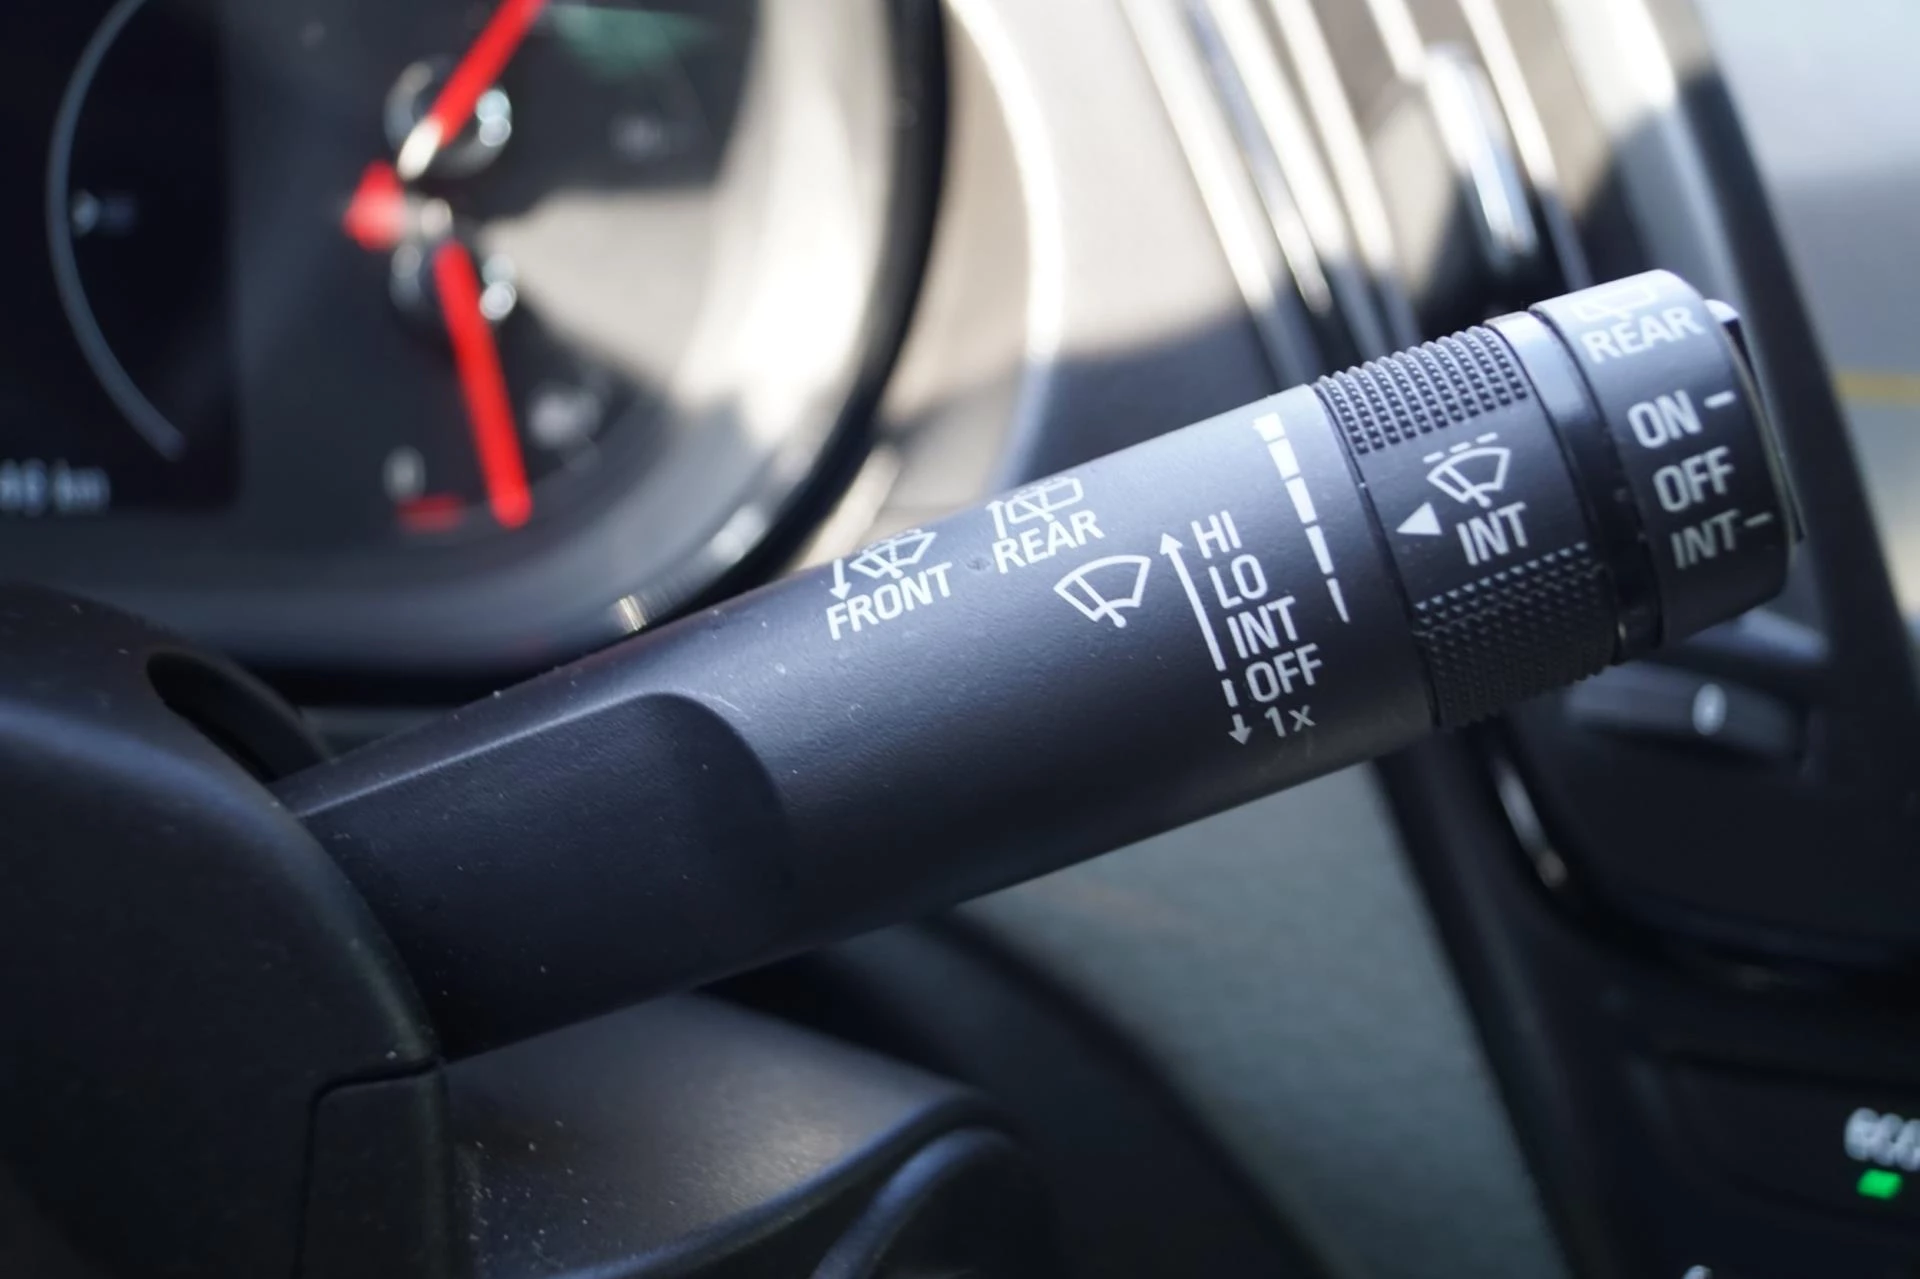 REAR
ON
OFF
INT
INT
HI
LO
INT
OFF
1x
REAR
FRONT